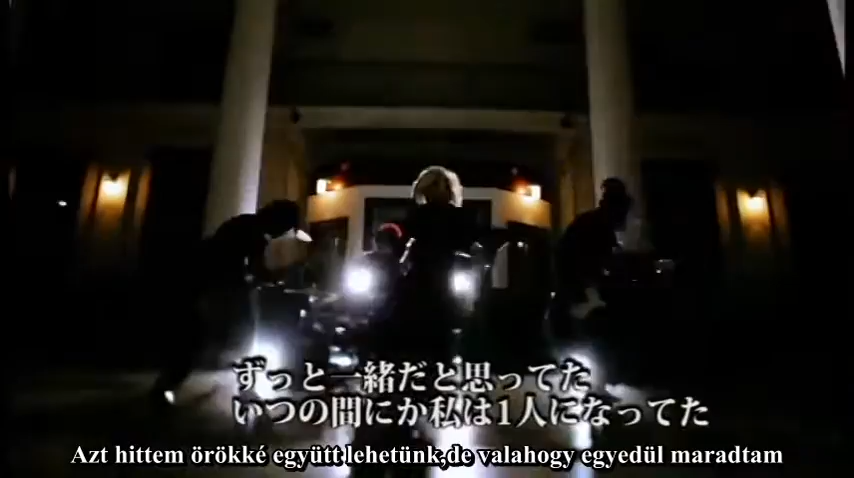 ずっと一緒だと思ってた
いつの間にか私は1人になってた
Azt hittem örökké együtt lehetünk,de valahogy egyedül maradtam